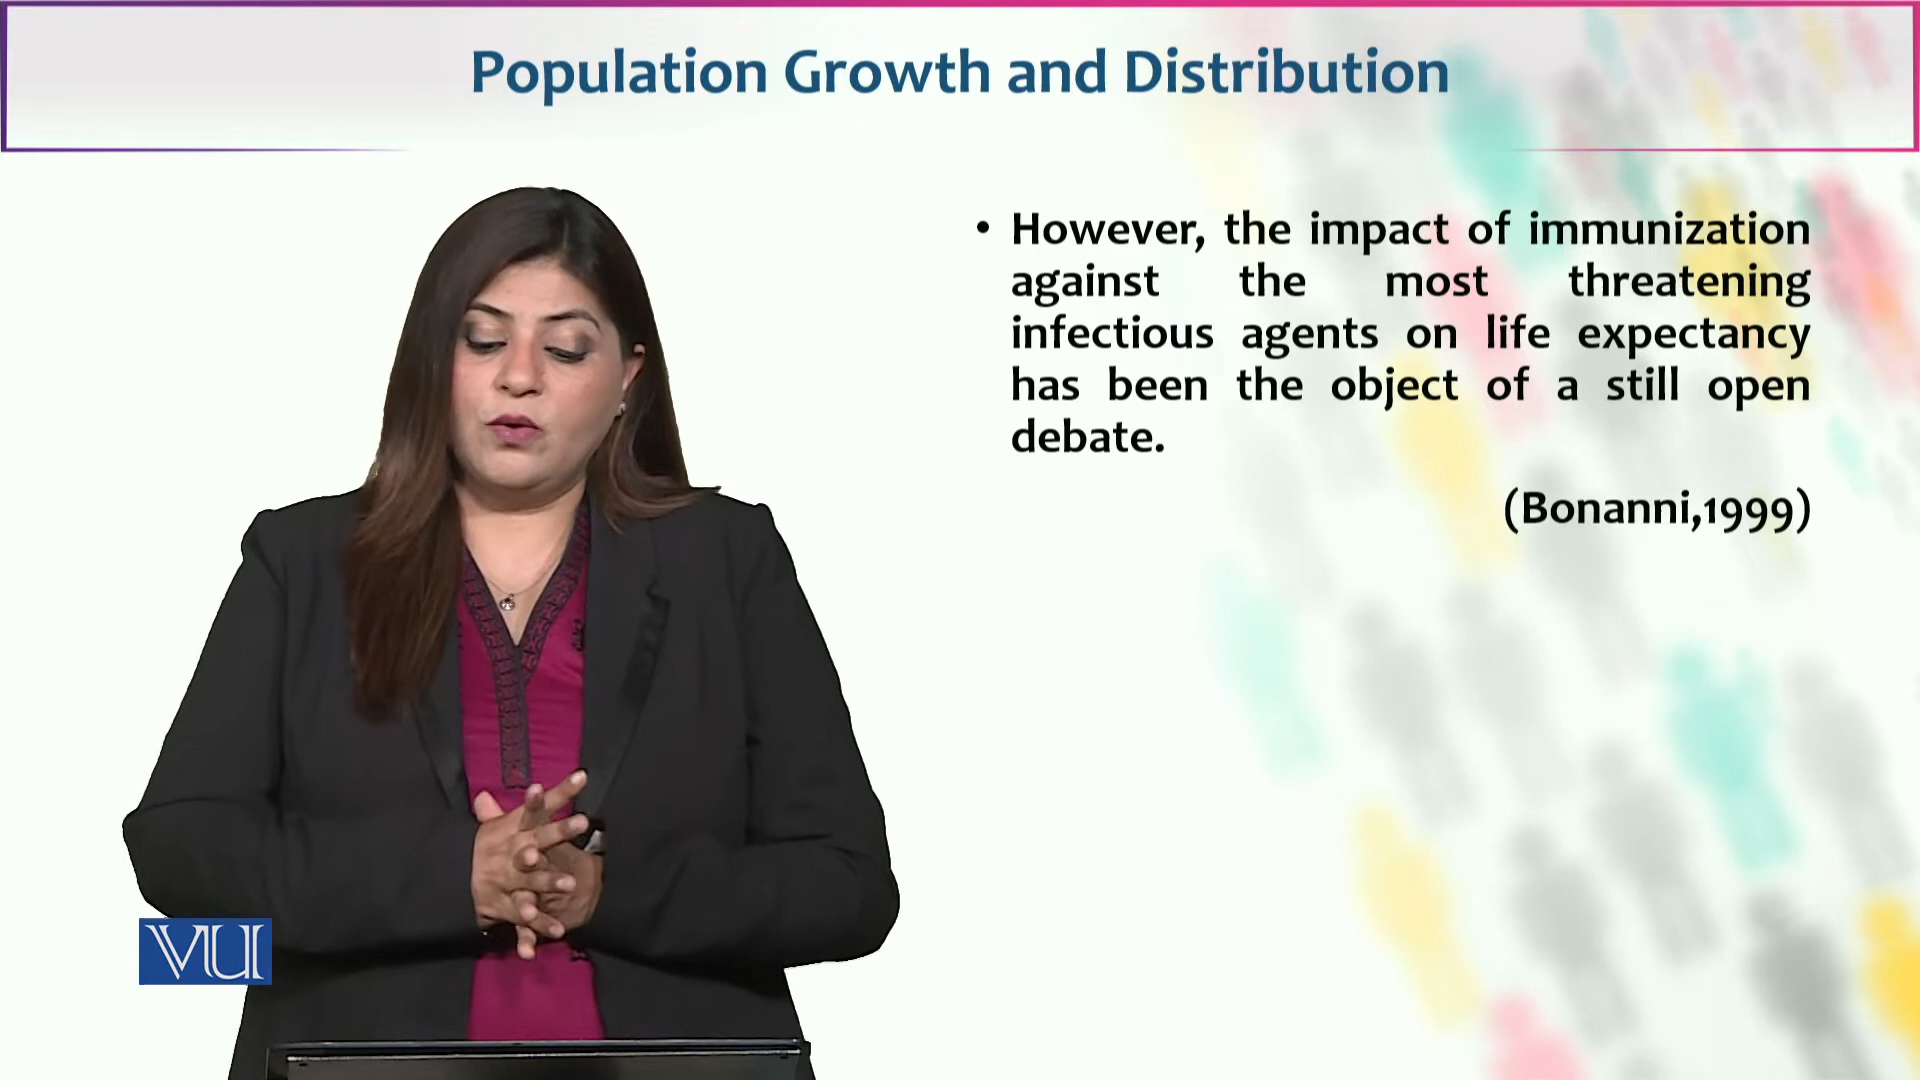 Population Growth and Distribution
• However, the impact of immunization
against the most threatening
infectious agents on life expectancy
has been the object of a still open
debate.
(Bonanni,1999)
VU